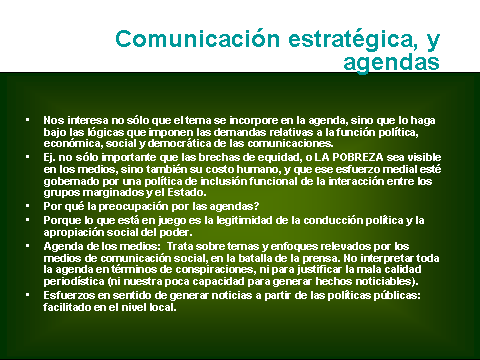 Comunicación estratégica, y
agendas
• Nos interesa no sólo que el tema se incorpore en la agenda, sino que lo haga
bajo las lógicas que imponen las demandas relativas a la función política,
económica, social y democrática de las comunicaciones.
• Ej. no sólo importante que las brechas de equidad, o LA POBREZA sea visible
en los medios, sino también su costo humano, y que ese esfuerzo medial esté
gobernado por una política de inclusión funcional de la interacción entre los
grupos marginados y el Estado.
• Por qué la preocupación por las agendas?
• Porque lo que está en juego es la legitimidad de la conducción política y la
apropiación social del poder.
• Agenda de los medios: Trata sobre temas y enfoques relevados por los
medios de comunicación social, en la batalla de la prensa. No interpretar toda
la agenda en términos de conspiraciones, ni para justificar la mala calidad
periodística (ni nuestra poca capacidad para generar hechos noticiables).
• Esfuerzos en sentido de generar noticias a partir de las políticas públicas:
facilitado en el nivel local.